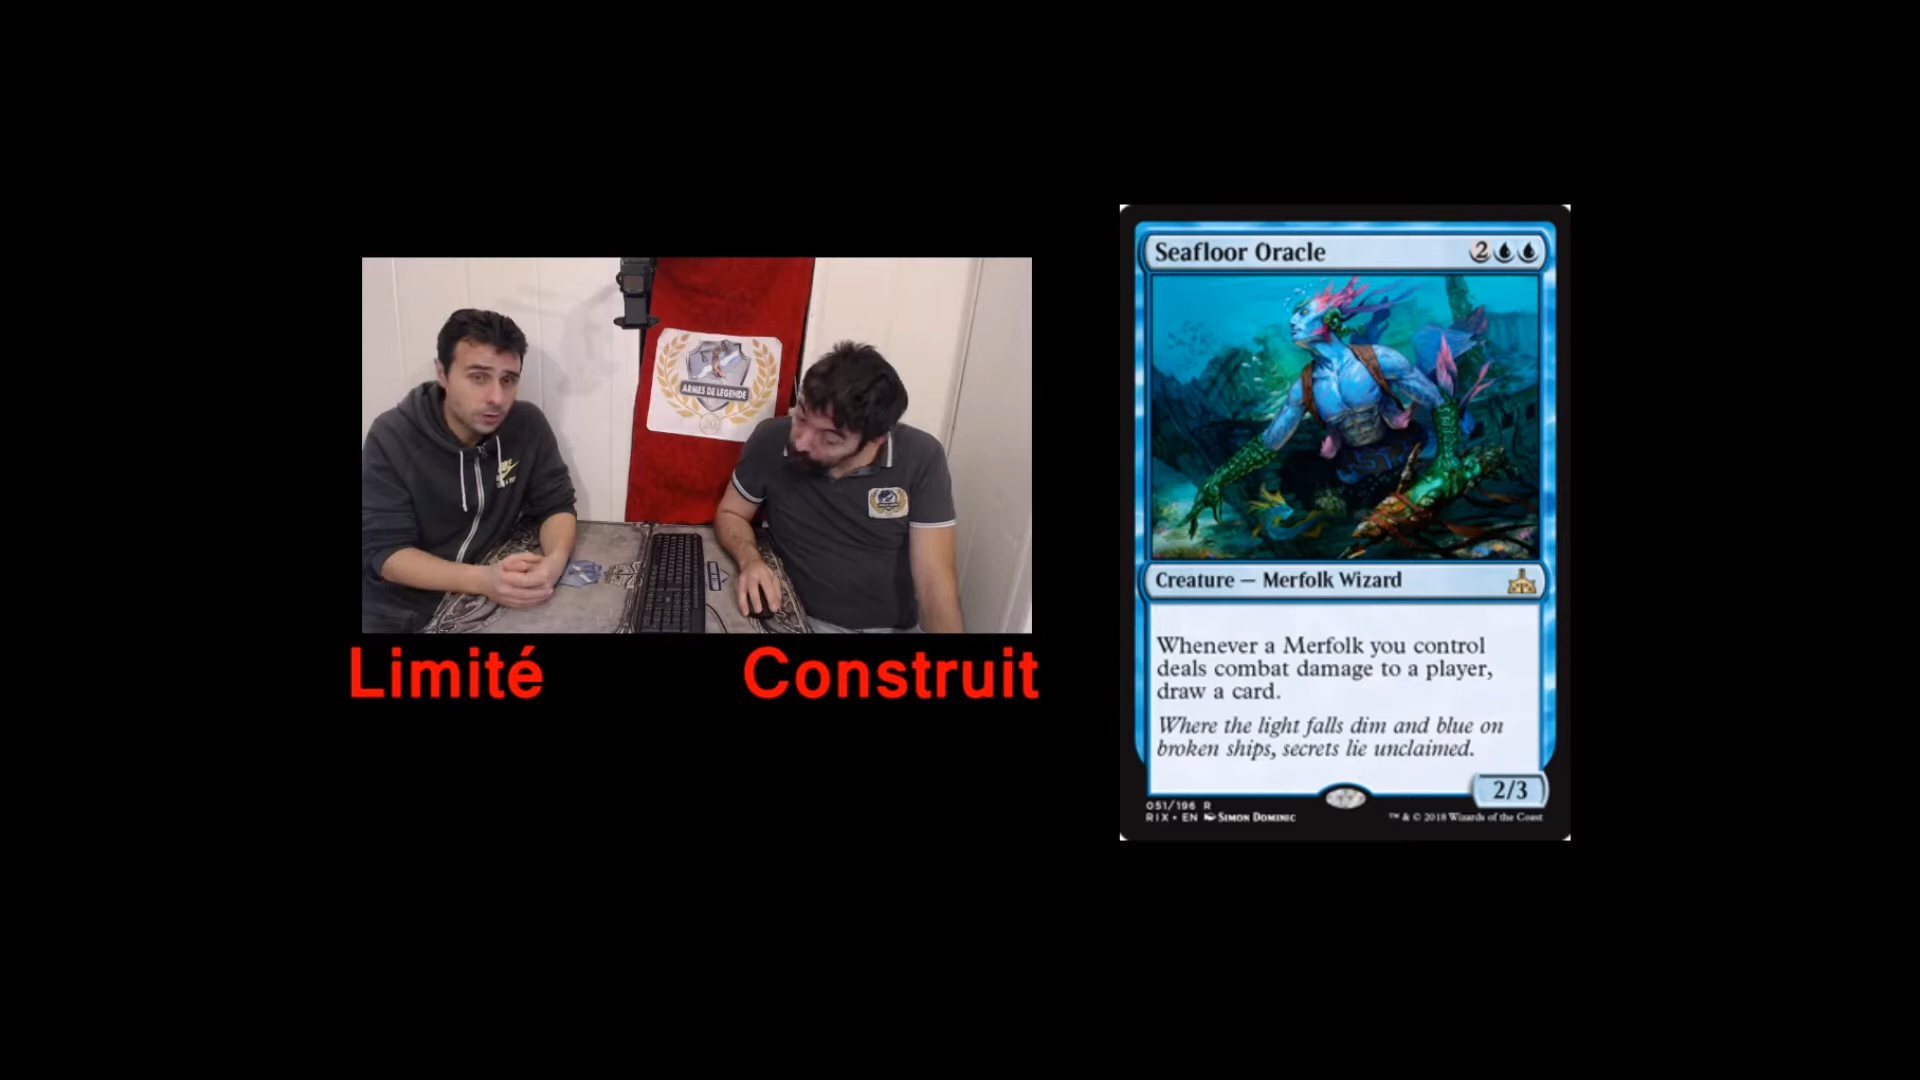 ARMES DE LEGENDE
Limité
Construit
Seafloor Oracle
2
Creature — Merfolk Wizard
Whenever a Merfolk you control
deals combat damage to a player,
draw a card.
Where the light falls dim and blue on
broken ships, secrets lie unclaimed.
2/3
051/196 R
RIX • EN SIMON DOMINIC
™ & © 2018 Wizards of the Coast